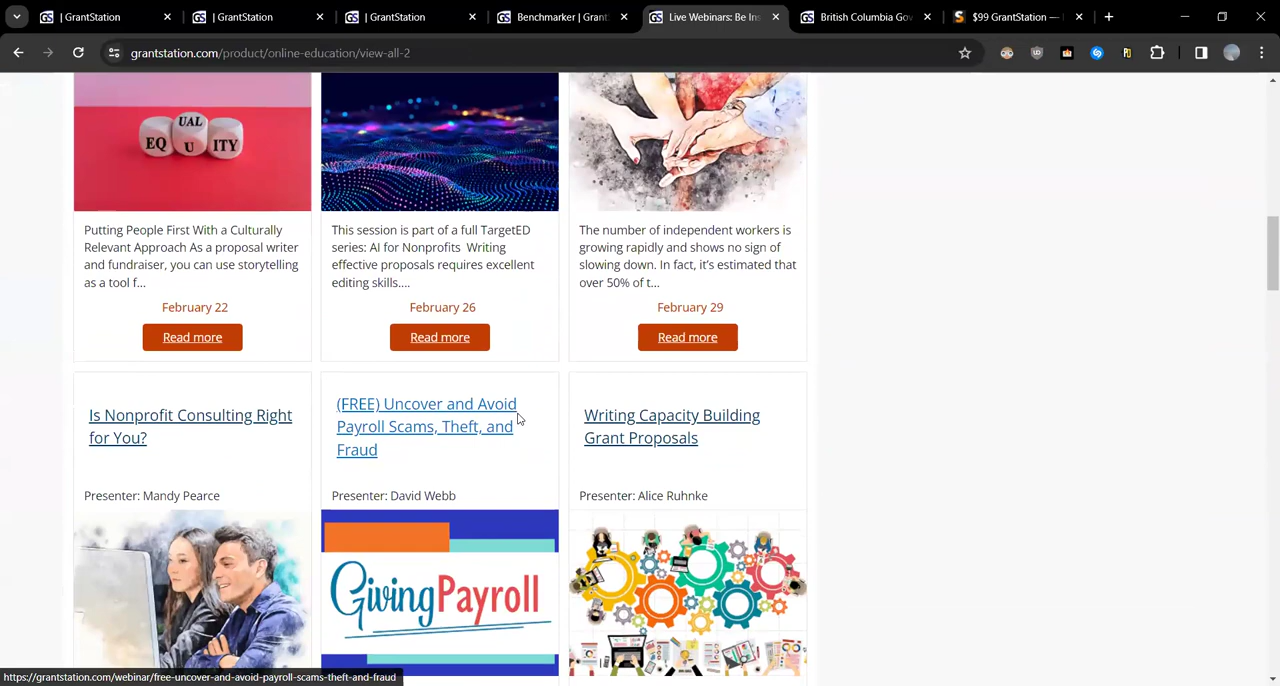 | GrantStation
| GrantStation
| GrantStation
Benchmarker | Grant
Live Webinars: Be Ins
British Columbia Gov
$99 GrantStation —
grantstation.com/product/online-education/view-all-2
EQ UAL U ITY
Putting People First With a Culturally
Relevant Approach As a proposal writer
and fundraiser, you can use storytelling
as a tool f...
February 22
Read more
This session is part of a full TargetED
series: AI for Nonprofits  Writing
effective proposals requires excellent
editing skills....
February 26
Read more
The number of independent workers is
growing rapidly and shows no sign of
slowing down. In fact, it’s estimated that
over 50% of t...
February 29
Read more
Is Nonprofit Consulting Right
for You?
Presenter: Mandy Pearce
(FREE) Uncover and Avoid
Payroll Scams, Theft, and
Fraud
Presenter: David Webb
GivingPayroll
Writing Capacity Building
Grant Proposals
Presenter: Alice Ruhnke
https://grantstation.com/webinar/free-uncover-and-avoid-payroll-scams-theft-and-fraud